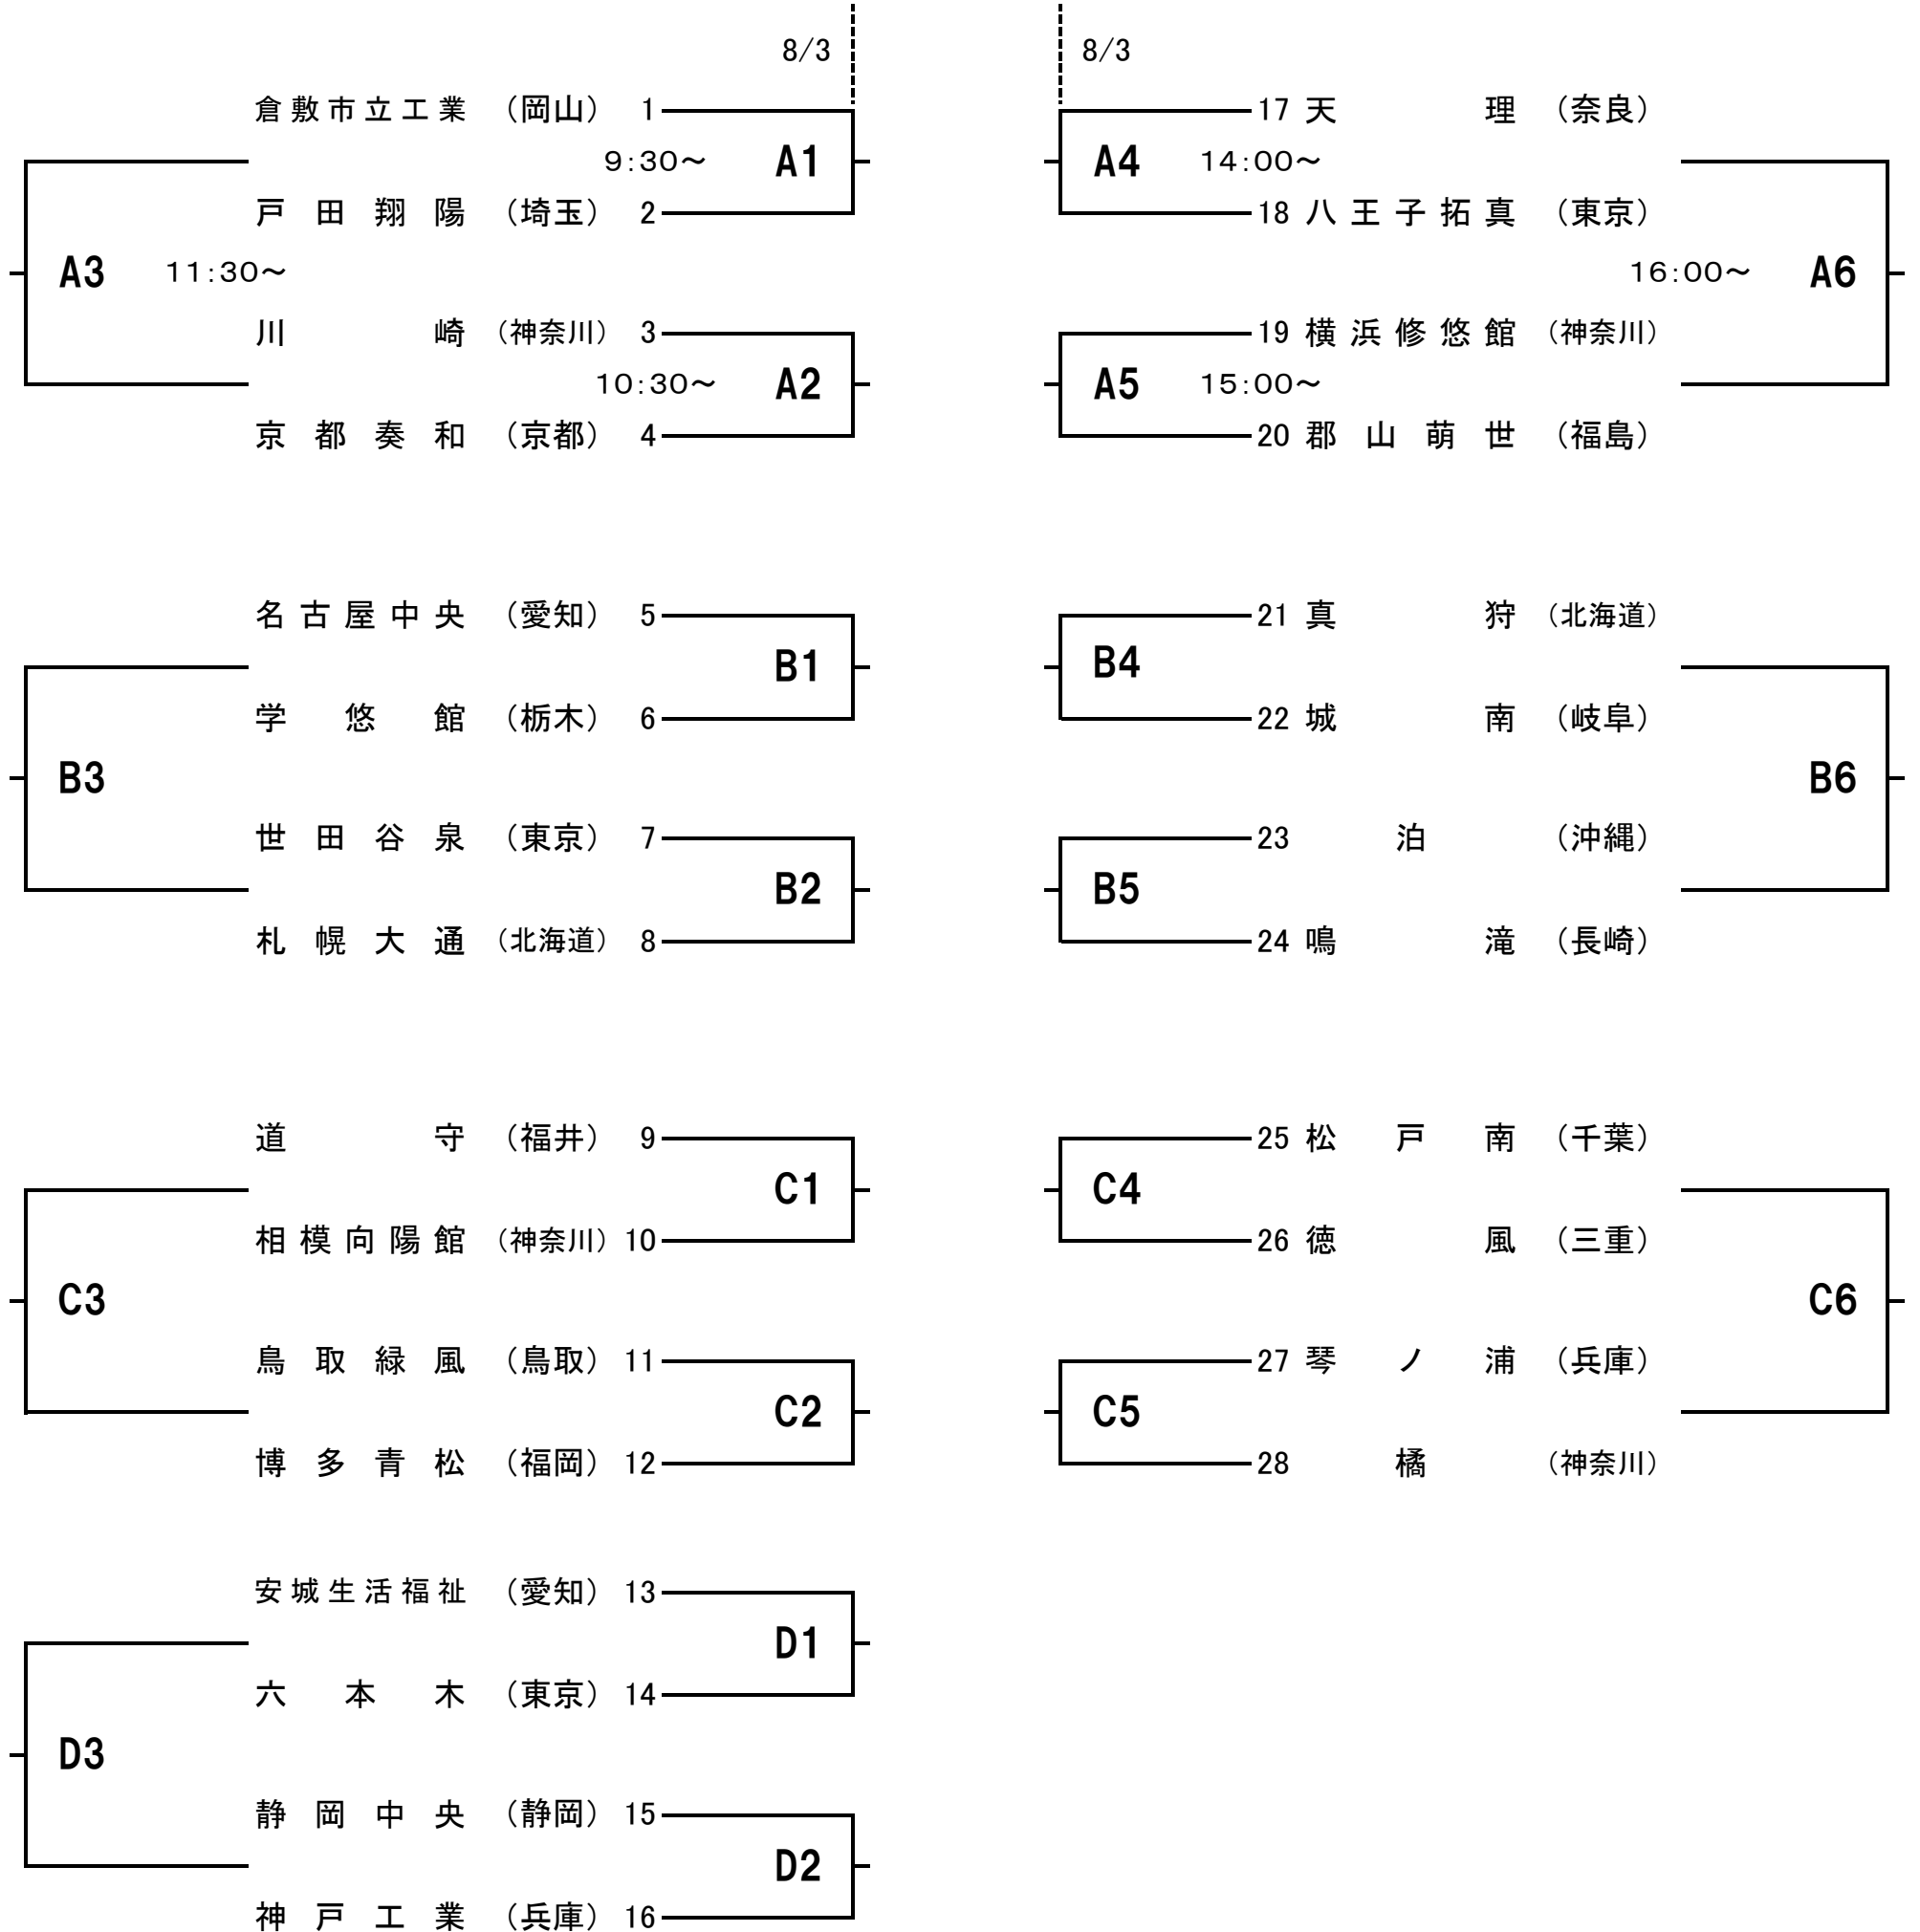 8/3 8/3
倉敷市立工業 （岡山） 1 17 天理 （奈良）
9:30～ A1 A4 14:00～
戸田翔陽 （埼玉） 2 18 八王子拓真 （東京）
A3 11:30～ 16:00～ A6
川崎 （神奈川） 3 19 横浜修悠館 （神奈川）
10:30～ A2 A5 15:00～
京都奏和 （京都） 4 20 郡山萌世 （福島）
名古屋中央 （愛知） 5 21 真狩 （北海道）
B1 B4
学悠館 （栃木） 6 22 城南 （岐阜）
B3 B6
世田谷泉 （東京） 7 23 泊 （沖縄）
B2 B5
札幌大通 （北海道） 8 24 鳴滝 （長崎）
道守 （福井） 9 25 松戸南 （千葉）
C1 C4
相模向陽館 （神奈川） 10 26 徳風 （三重）
C3 C6
鳥取緑風 （鳥取） 11 27 琴ノ浦 （兵庫）
C2 C5
博多青松 （福岡） 12 28 橘 （神奈川）
安城生活福祉 （愛知） 13
D1
六本木 （東京） 14
D3
静岡中央 （静岡） 15
D2
神戸工業 （兵庫） 16